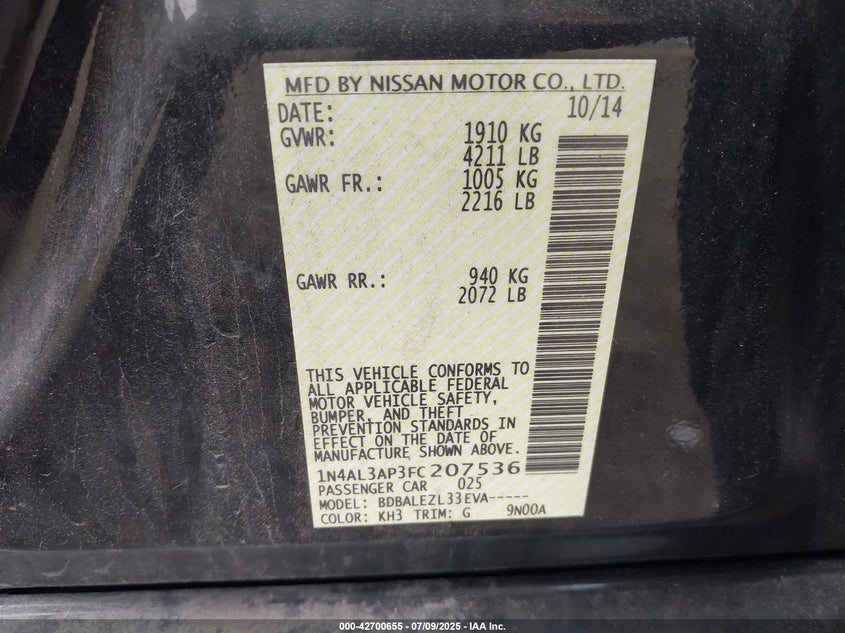 MFD BY NISSAN MOTOR CO., LTD.
DATE: 10/14
GVWR: 1910 KG
4211 LB
GAWR FR.: 1005 KG
2216 LB
GAWR RR.: 940 KG
2072 LB
THIS VEHICLE CONFORMS TO
ALL APPLICABLE FEDERAL
MOTOR VEHICLE SAFETY,
BUMPER, AND THEFT
PREVENTION STANDARDS IN
EFFECT ON THE DATE OF
MANUFACTURE SHOWN ABOVE.
1N4AL3AP3FC207536
PASSENGER CAR 025
MODEL: BDBALEZL33EVA-----
COLOR: KH3 TRIM: G 9N00A
000-42700655 - 07/09/2025 - IAA Inc.